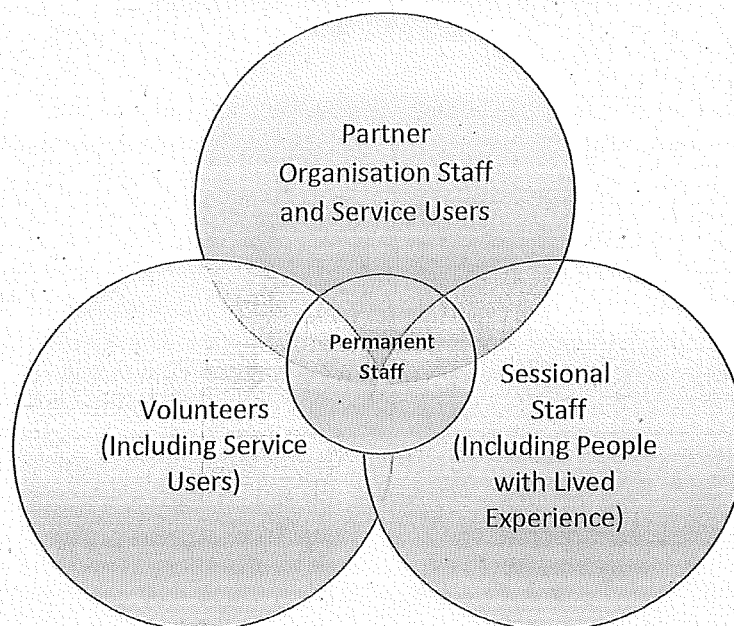 Partner
Organisation Staff
and Service Users
Permanent
Staff
Volunteers
(Including Service
Users)
Sessional
Staff
(Including People
with Lived
Experience)